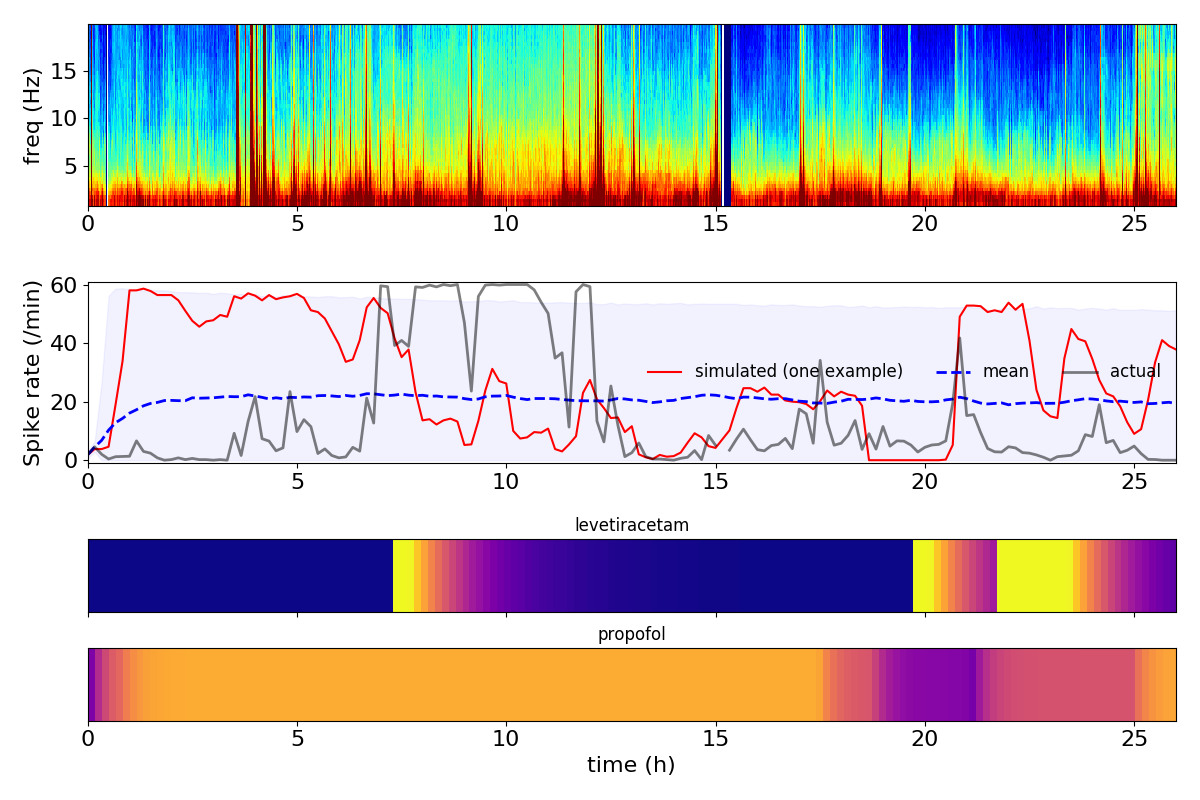 freq (Hz)
15
10
5
0 5 10 15 20 25
Spike rate (/min)
60
40
20
0
simulated (one example) mean actual
0 5 10 15 20 25
levetiracetam
propofol
0 5 10 15 20 25
time (h)